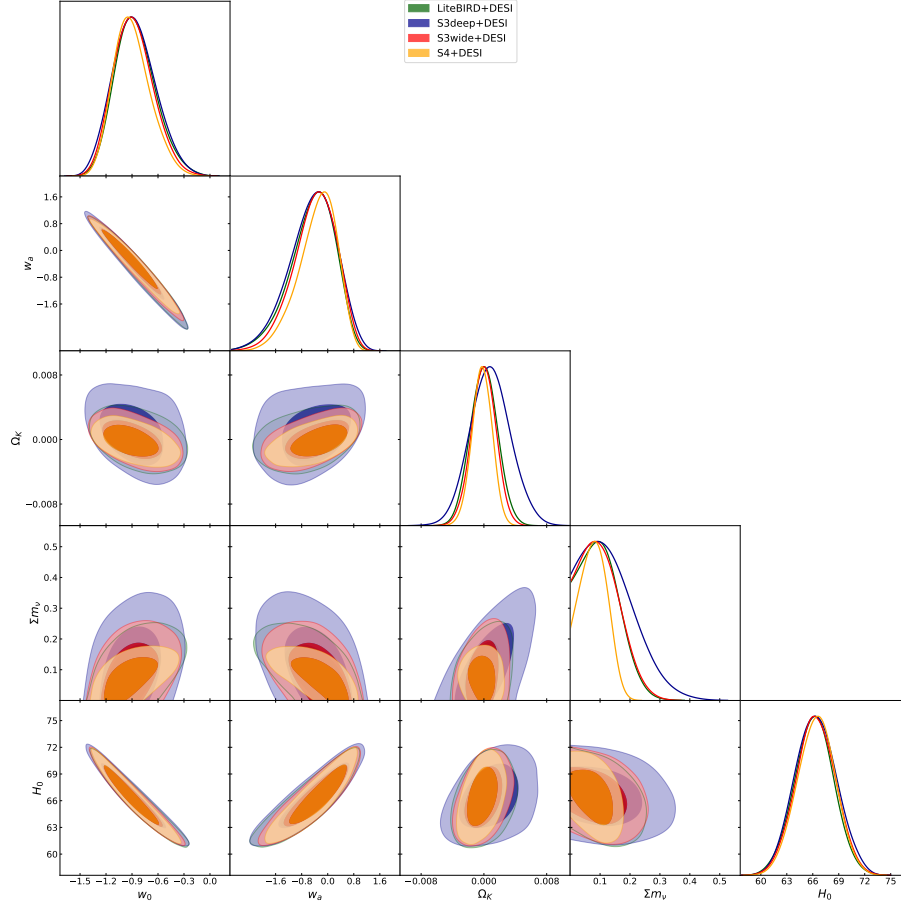 LiteBIRD+DESI
S3deep+DESI
S3wide+DESI
S4+DESI
1.6
0.8
0.0
−0.8
−1.6
w_a
0.008
0.000
−0.008
Ω_K
0.5
0.4
0.3
0.2
0.1
Σm_ν
75
72
69
66
63
60
H_0
−1.5 −1.2 −0.9 −0.6 −0.3 0.0
w_0
−1.6 −0.8 0.0 0.8 1.6
w_a
−0.008 0.000 0.008
Ω_K
0.1 0.2 0.3 0.4 0.5
Σm_ν
60 63 66 69 72 75
H_0